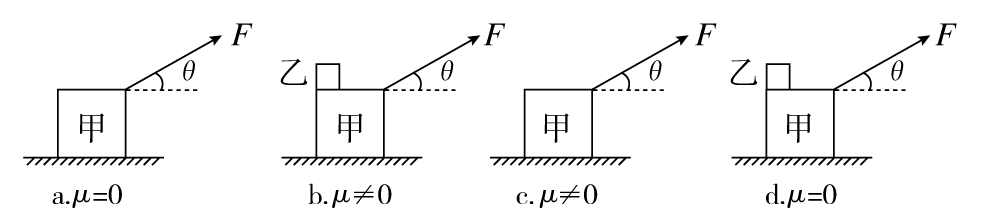 F F F F
θ 乙 θ θ 乙 θ
甲 甲 甲 甲
a.μ=0 b.μ≠0 c.μ≠0 d.μ=0